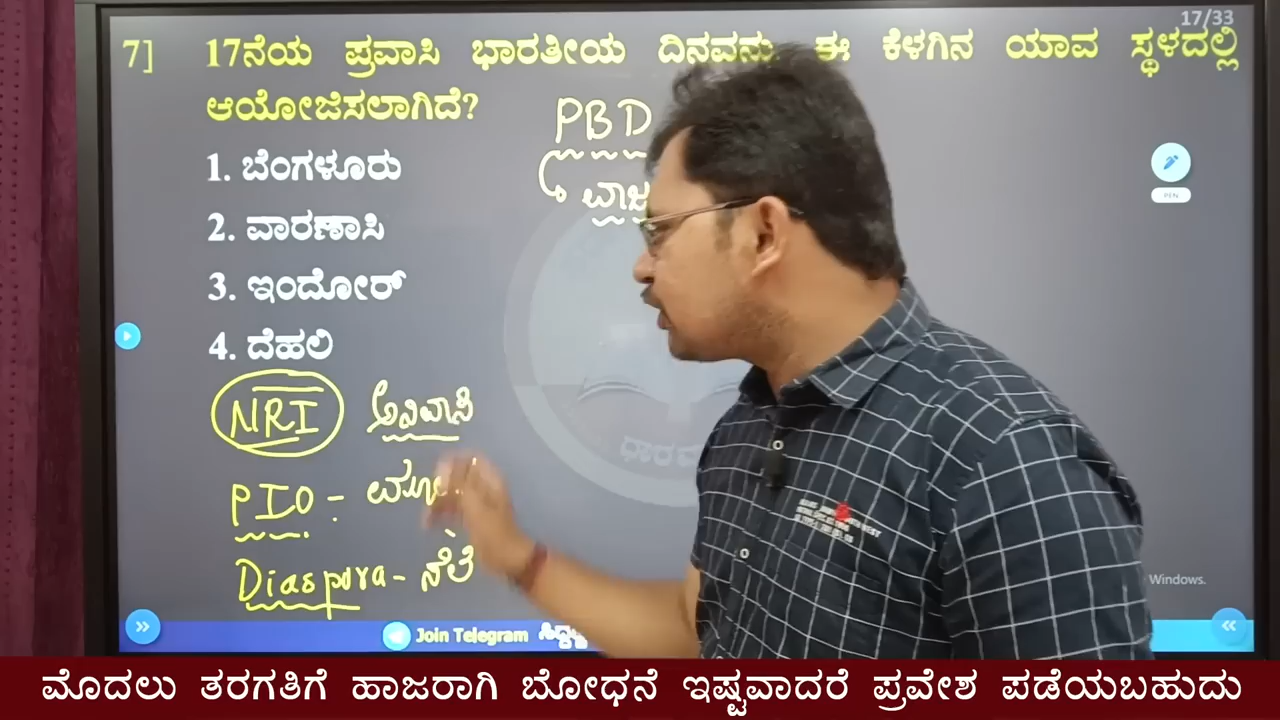 17/33
7] 17ನೆಯ ಪ್ರವಾಸಿ ಭಾರತೀಯ ದಿನವನ್ನು ಈ ಕೆಳಗಿನ ಯಾವ ಸ್ಥಳದಲ್ಲಿ
ಆಯೋಜಿಸಲಾಗಿದೆ?
PBD
1. ಬೆಂಗಳೂರು
2. ವಾರಣಾಸಿ
3. ಇಂದೋರ್
4. ದೆಹಲಿ
PEN
NRI ಅನಿವಾಸಿ
PIO - ಮೂಲ
Diaspora - ನೆಲೆ
Windows.
Join Telegram
ಮೊದಲು ತರಗತಿಗೆ ಹಾಜರಾಗಿ ಬೋಧನೆ ಇಷ್ಟವಾದರೆ ಪ್ರವೇಶ ಪಡೆಯಬಹುದು